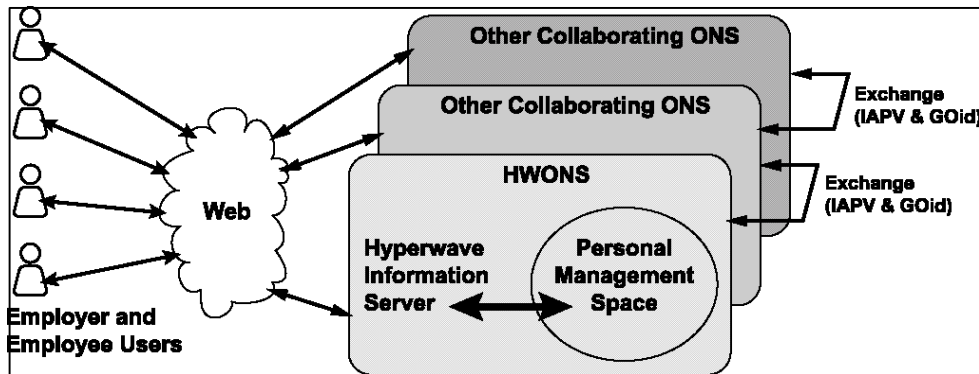 Other Collaborating ONS
Other Collaborating ONS
Exchange
(IAPV & GOid)
HWONS
Exchange
(IAPV & GOid)
Web
Hyperwave
Information
Server
Personal
Management
Space
Employer and
Employee Users